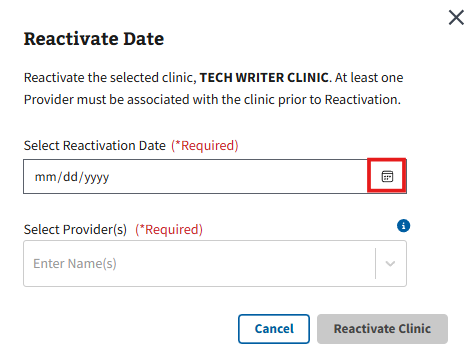 Reactivate Date
Reactivate the selected clinic, TECH WRITER CLINIC. At least one
Provider must be associated with the clinic prior to Reactivation.
Select Reactivation Date (*Required)
mm/dd/yyyy
Select Provider(s) (*Required)
Enter Name(s)
Cancel Reactivate Clinic